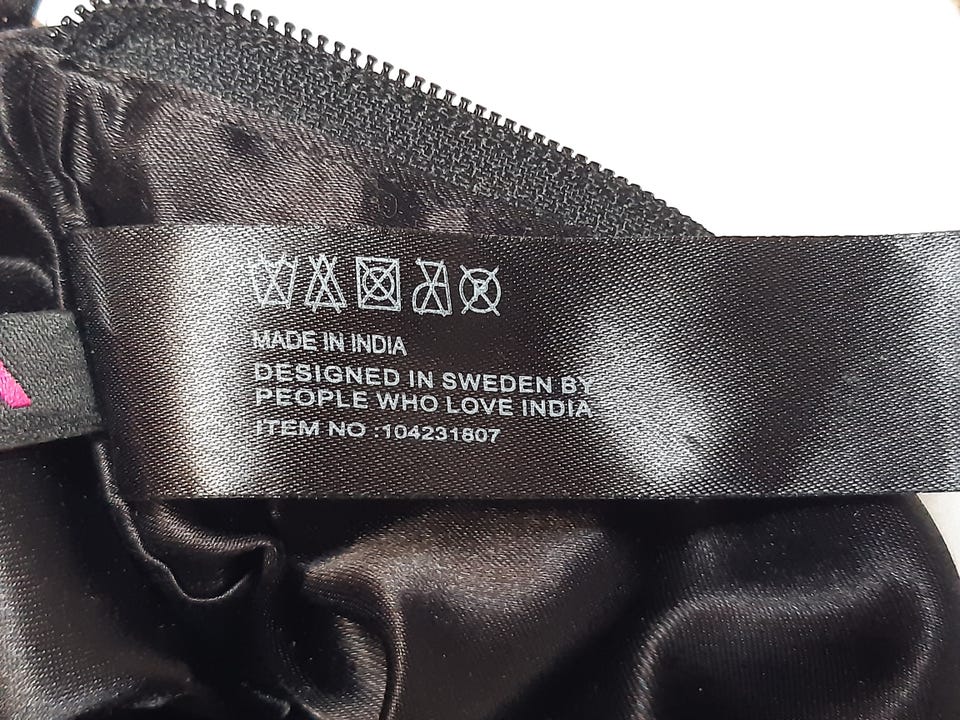 MADE IN INDIA
DESIGNED IN SWEDEN BY
PEOPLE WHO LOVE INDIA
ITEM NO :104231807